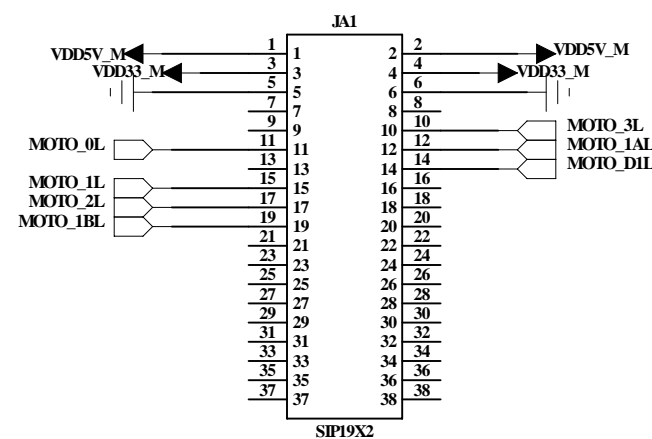 JA1
1 1 2 2
VDD5V_M VDD5V_M
3 3 4 4
VDD33_M VDD33_M
5 5 6 6
7 7 8 8
9 9 10 10 MOTO_3L
MOTO_0L 11 11 12 12 MOTO_1AL
13 13 14 14 MOTO_D1L
MOTO_1L 15 15 16 16
MOTO_2L 17 17 18 18
MOTO_1BL 19 19 20 20
21 21 22 22
23 23 24 24
25 25 26 26
27 27 28 28
29 29 30 30
31 31 32 32
33 33 34 34
35 35 36 36
37 37 38 38
SIP19X2